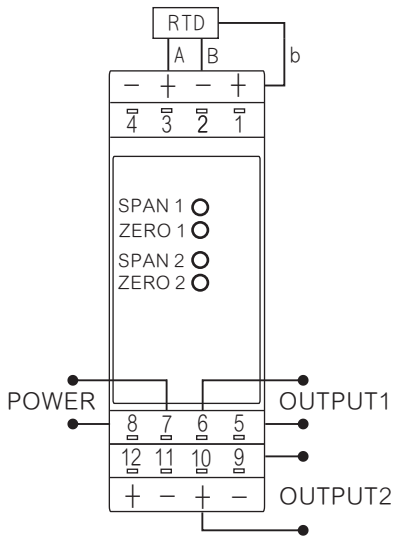 RTD
A B b
− + − +
4 3 2 1
SPAN 1
ZERO 1
SPAN 2
ZERO 2
POWER OUTPUT1
8 7 6 5
12 11 10 9
+ − + −
OUTPUT2